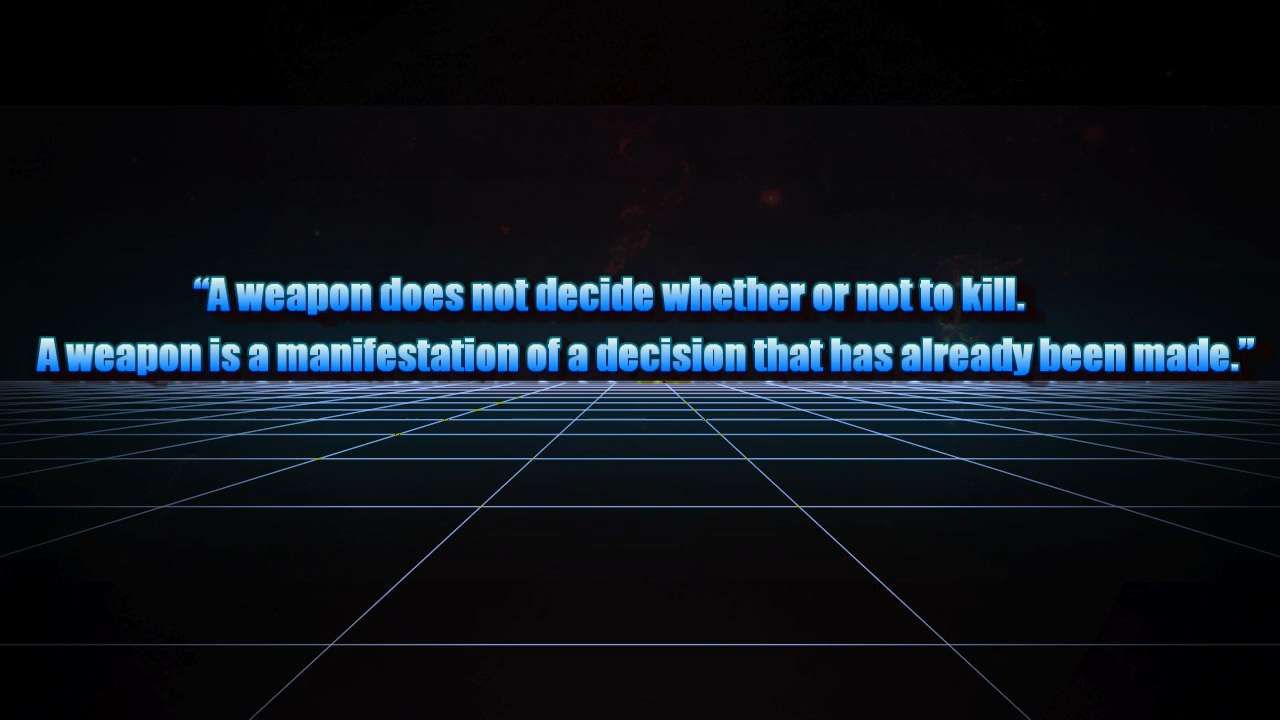 “A weapon does not decide whether or not to kill.
A weapon is a manifestation of a decision that has already been made.”